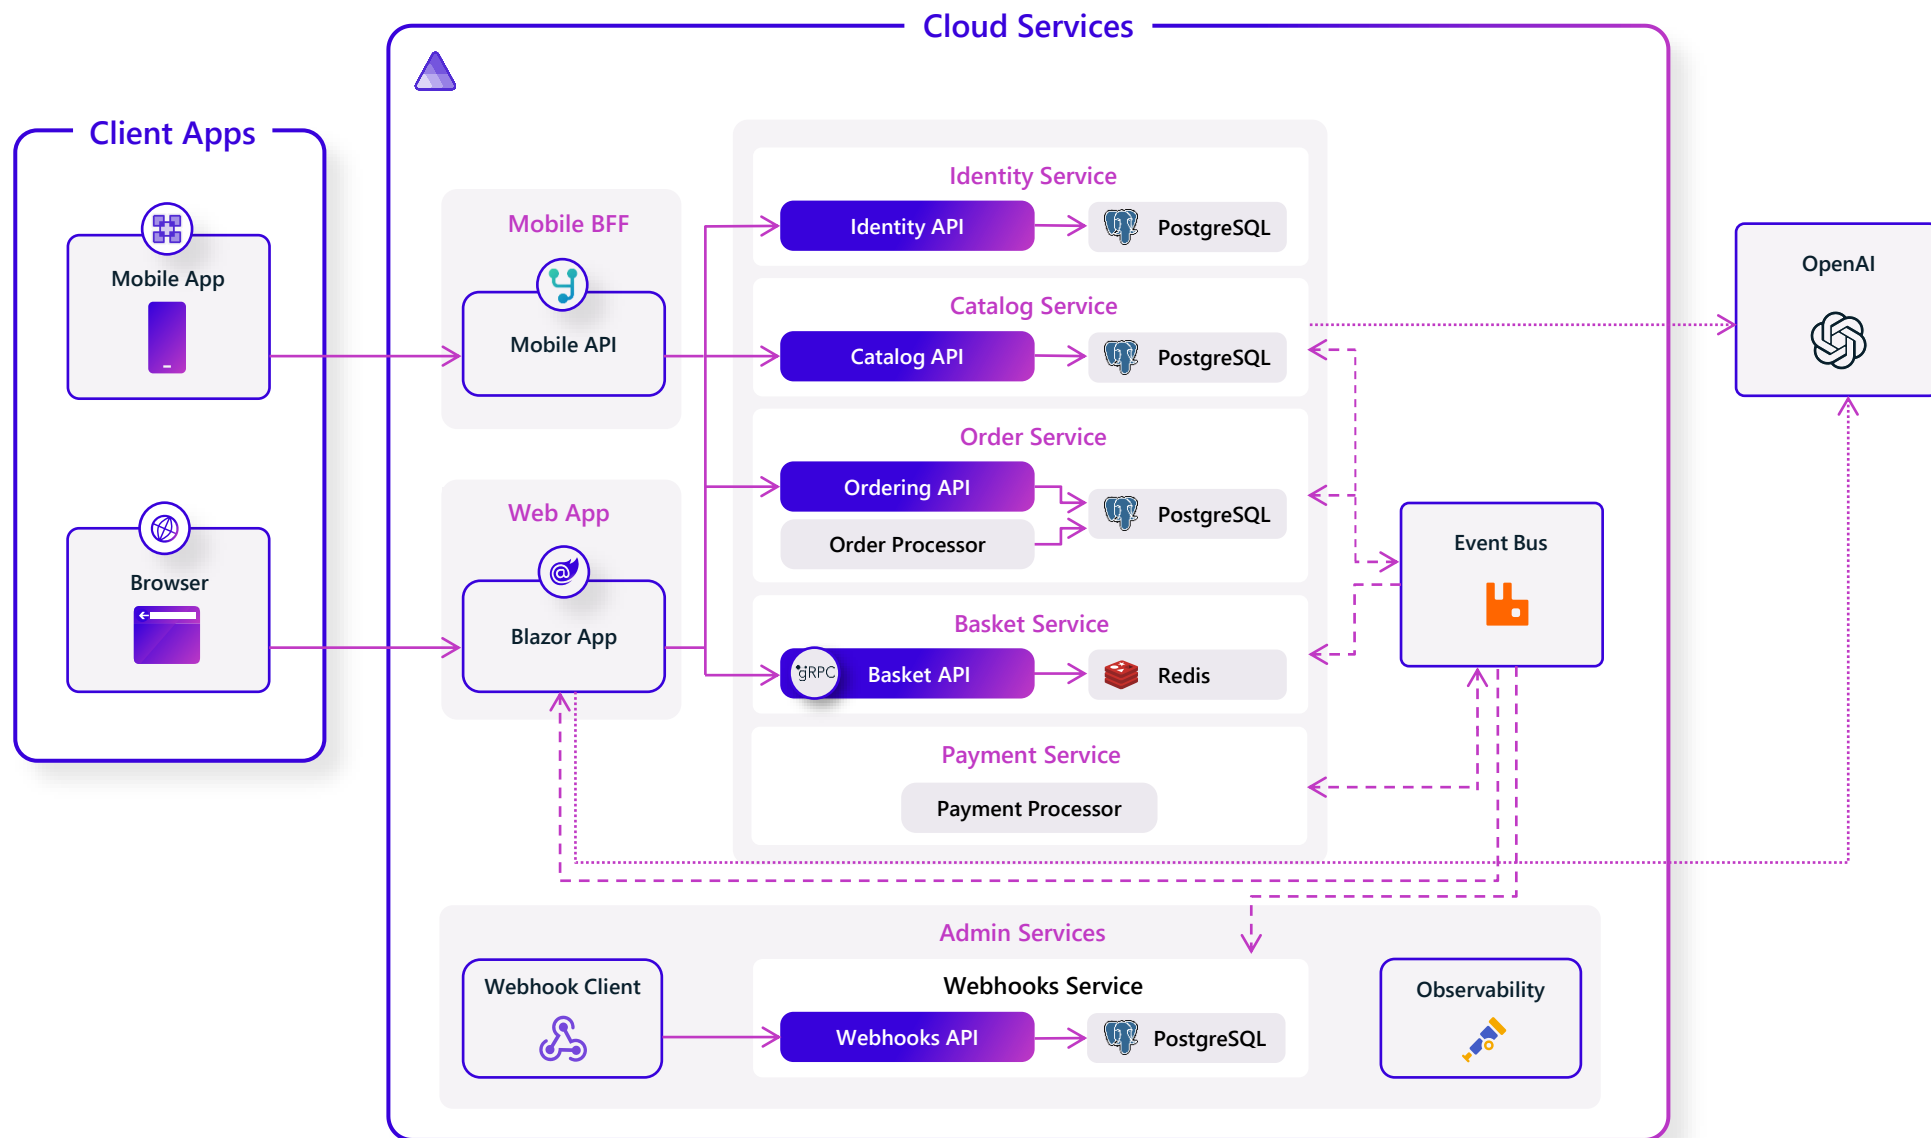 Cloud Services
Client Apps
Mobile App
Browser
Mobile BFF
Mobile API
Web App
Blazor App
Identity Service
Identity API
PostgreSQL
Catalog Service
Catalog API
PostgreSQL
Order Service
Ordering API
Order Processor
PostgreSQL
Basket Service
gRPC
Basket API
Redis
Payment Service
Payment Processor
Event Bus
OpenAI
Admin Services
Webhook Client
Webhooks Service
Webhooks API
PostgreSQL
Observability